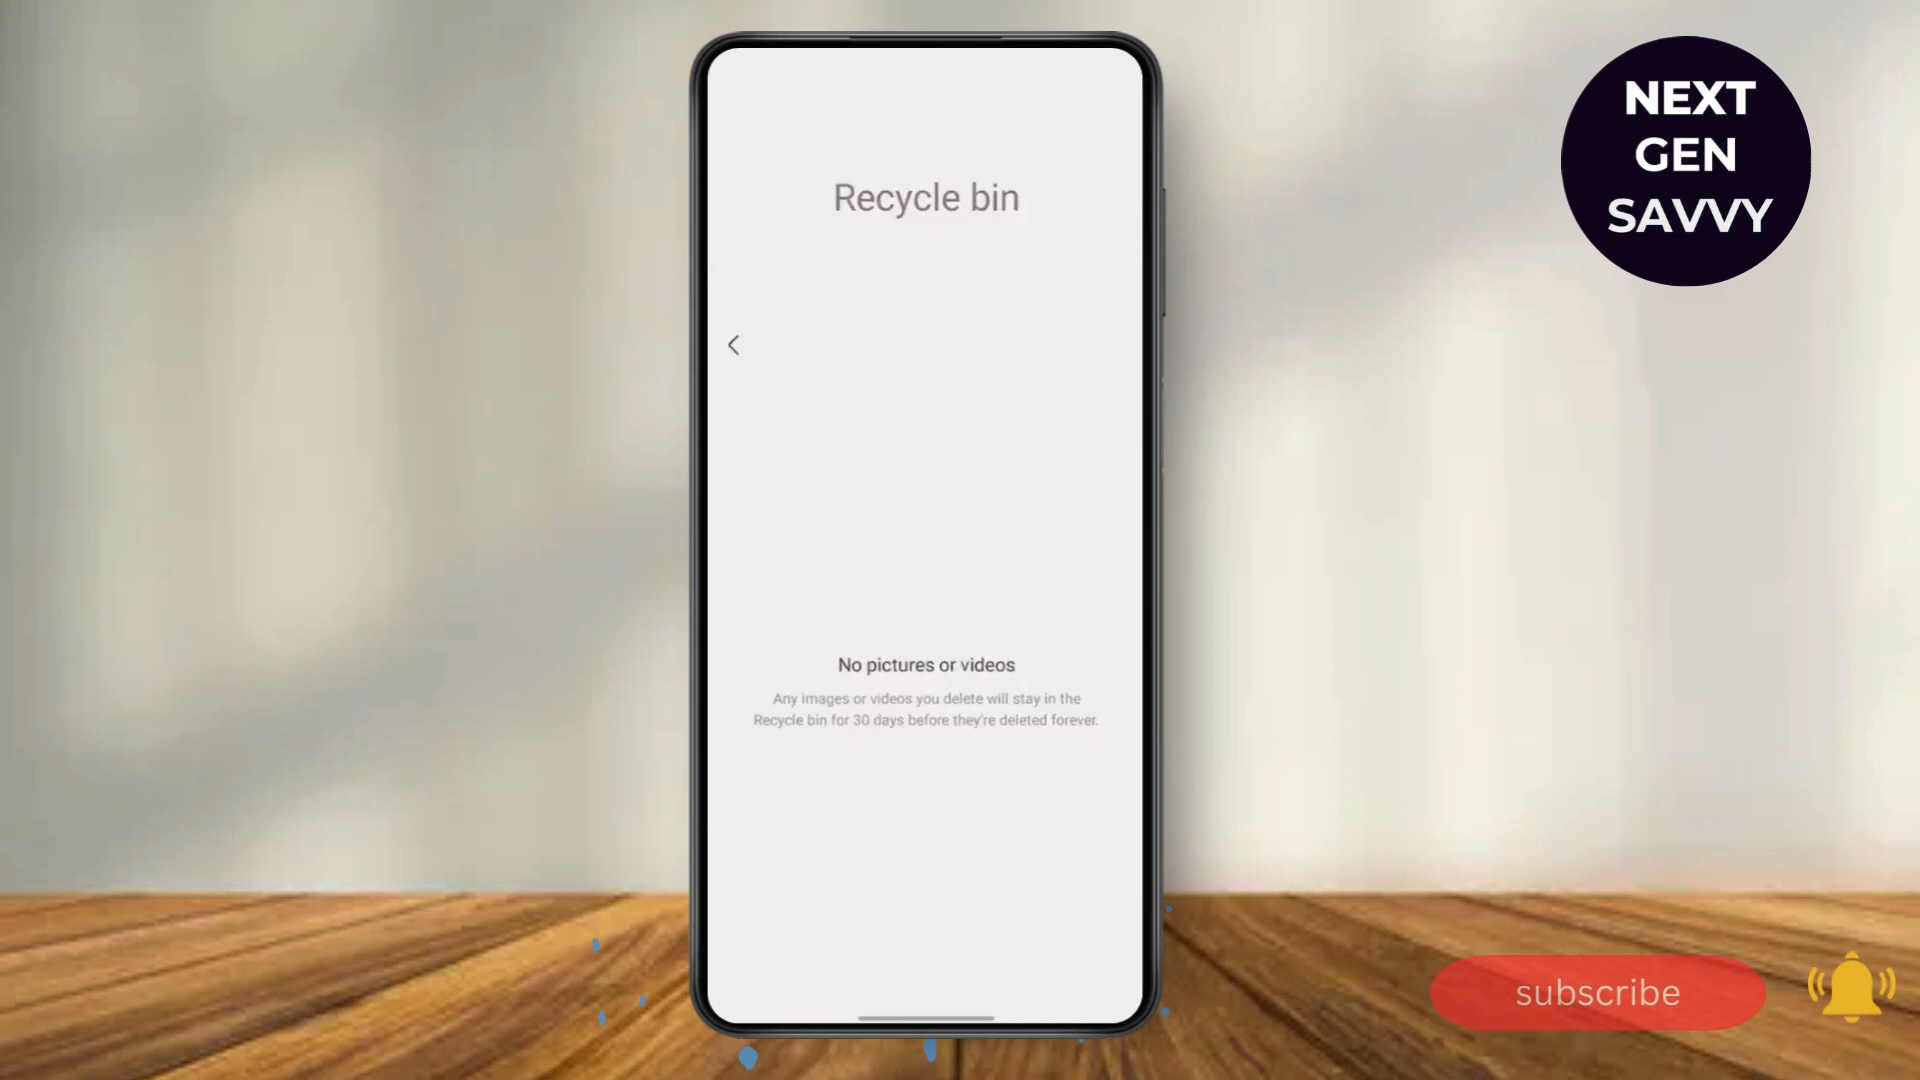 NEXT
GEN
SAVVY
Recycle bin
No pictures or videos
Any images or videos you delete will stay in the
Recycle bin for 30 days before they're deleted forever.
subscribe